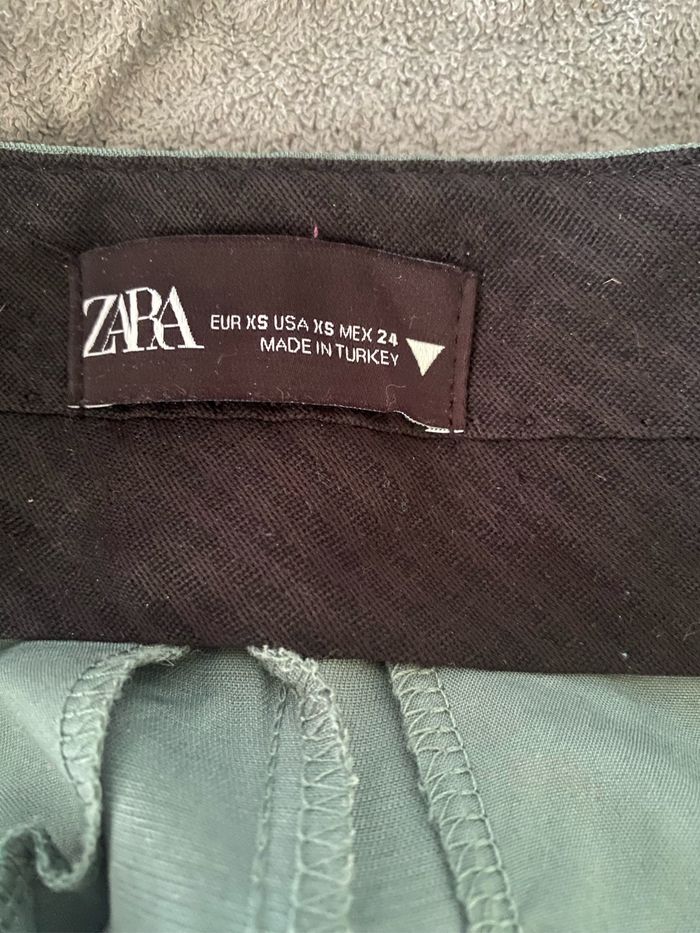 ZARA
EUR XS USA XS MEX 24
MADE IN TURKEY